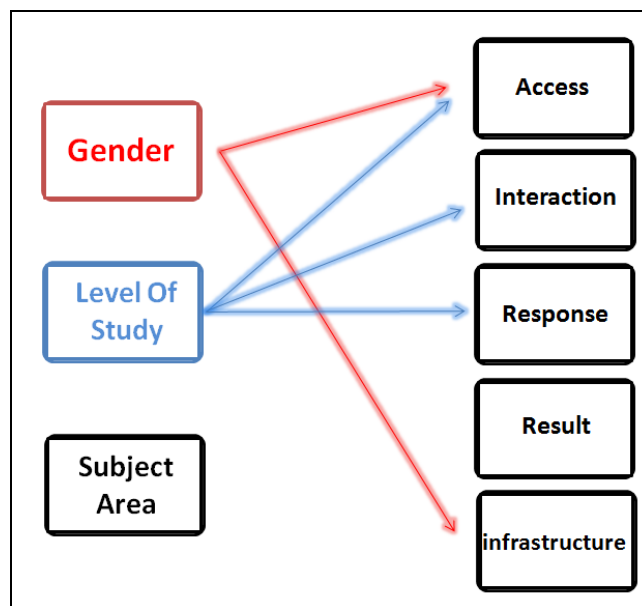 Gender
Level Of
Study
Subject
Area
Access
Interaction
Response
Result
infrastructure